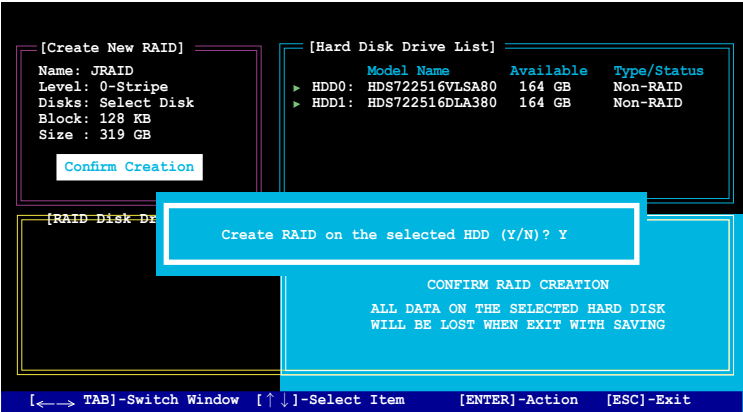 [Create New RAID]
Name: JRAID
Level: 0-Stripe
Disks: Select Disk
Block: 128 KB
Size : 319 GB
Confirm Creation
[Hard Disk Drive List]
Model Name Available Type/Status
HDD0: HDS722516VLSA80 164 GB Non-RAID
HDD1: HDS722516DLA380 164 GB Non-RAID
[RAID Disk Dr
Create RAID on the selected HDD (Y/N)? Y
CONFIRM RAID CREATION
ALL DATA ON THE SELECTED HARD DISK
WILL BE LOST WHEN EXIT WITH SAVING
[←→ TAB]-Switch Window [↑↓]-Select Item [ENTER]-Action [ESC]-Exit